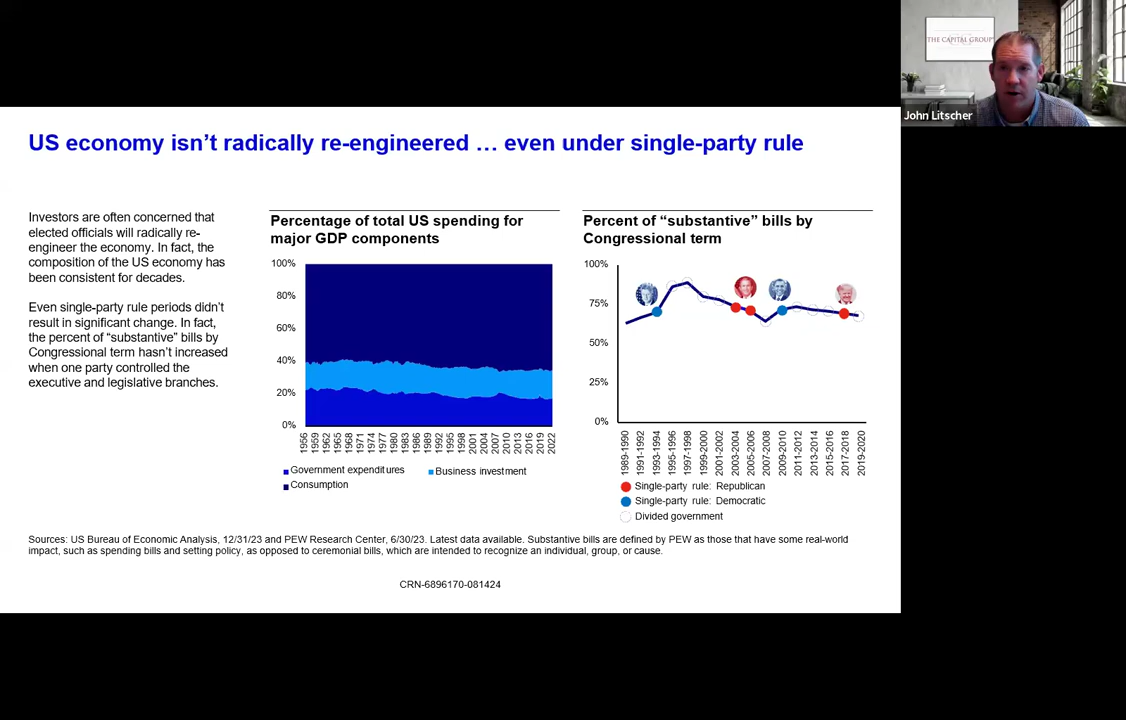 THE CAPITAL GROUP
John Litscher
US economy isn’t radically re-engineered … even under single-party rule
Investors are often concerned that
elected officials will radically re-
engineer the economy. In fact, the
composition of the US economy has
been consistent for decades.
Even single-party rule periods didn’t
result in significant change. In fact,
the percent of “substantive” bills by
Congressional term hasn’t increased
when one party controlled the
executive and legislative branches.
Percentage of total US spending for
major GDP components
100%
80%
60%
40%
20%
0%
1956
1959
1962
1965
1968
1971
1974
1977
1980
1983
1986
1989
1992
1995
1998
2001
2004
2007
2010
2013
2016
2019
2022
Government expenditures
Business investment
Consumption
Percent of “substantive” bills by
Congressional term
100%
75%
50%
25%
0%
1989-1990
1991-1992
1993-1994
1995-1996
1997-1998
1999-2000
2001-2002
2003-2004
2005-2006
2007-2008
2009-2010
2011-2012
2013-2014
2015-2016
2017-2018
2019-2020
Single-party rule: Republican
Single-party rule: Democratic
Divided government
Sources: US Bureau of Economic Analysis, 12/31/23 and PEW Research Center, 6/30/23. Latest data available. Substantive bills are defined by PEW as those that have some real-world
impact, such as spending bills and setting policy, as opposed to ceremonial bills, which are intended to recognize an individual, group, or cause.
CRN-6896170-081424